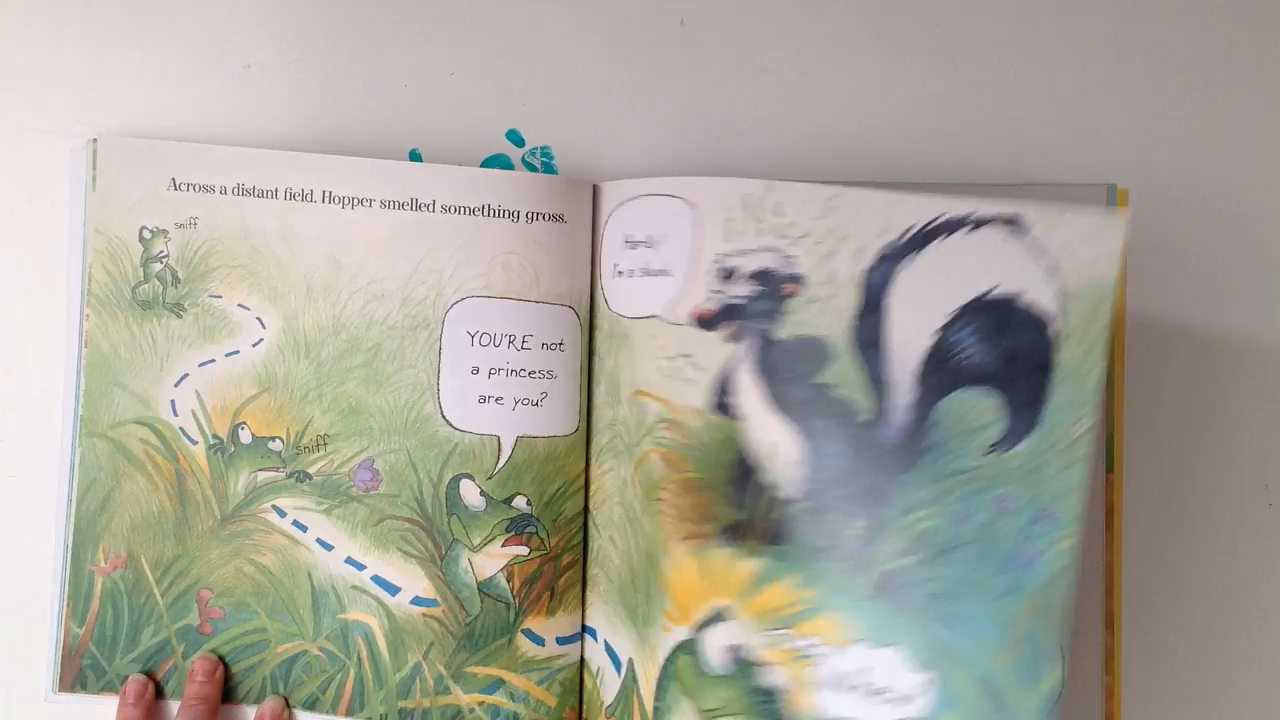 Across a distant field. Hopper smelled something gross.
sniff
sniff
YOU'RE not
a princess,
are you?
I'm a